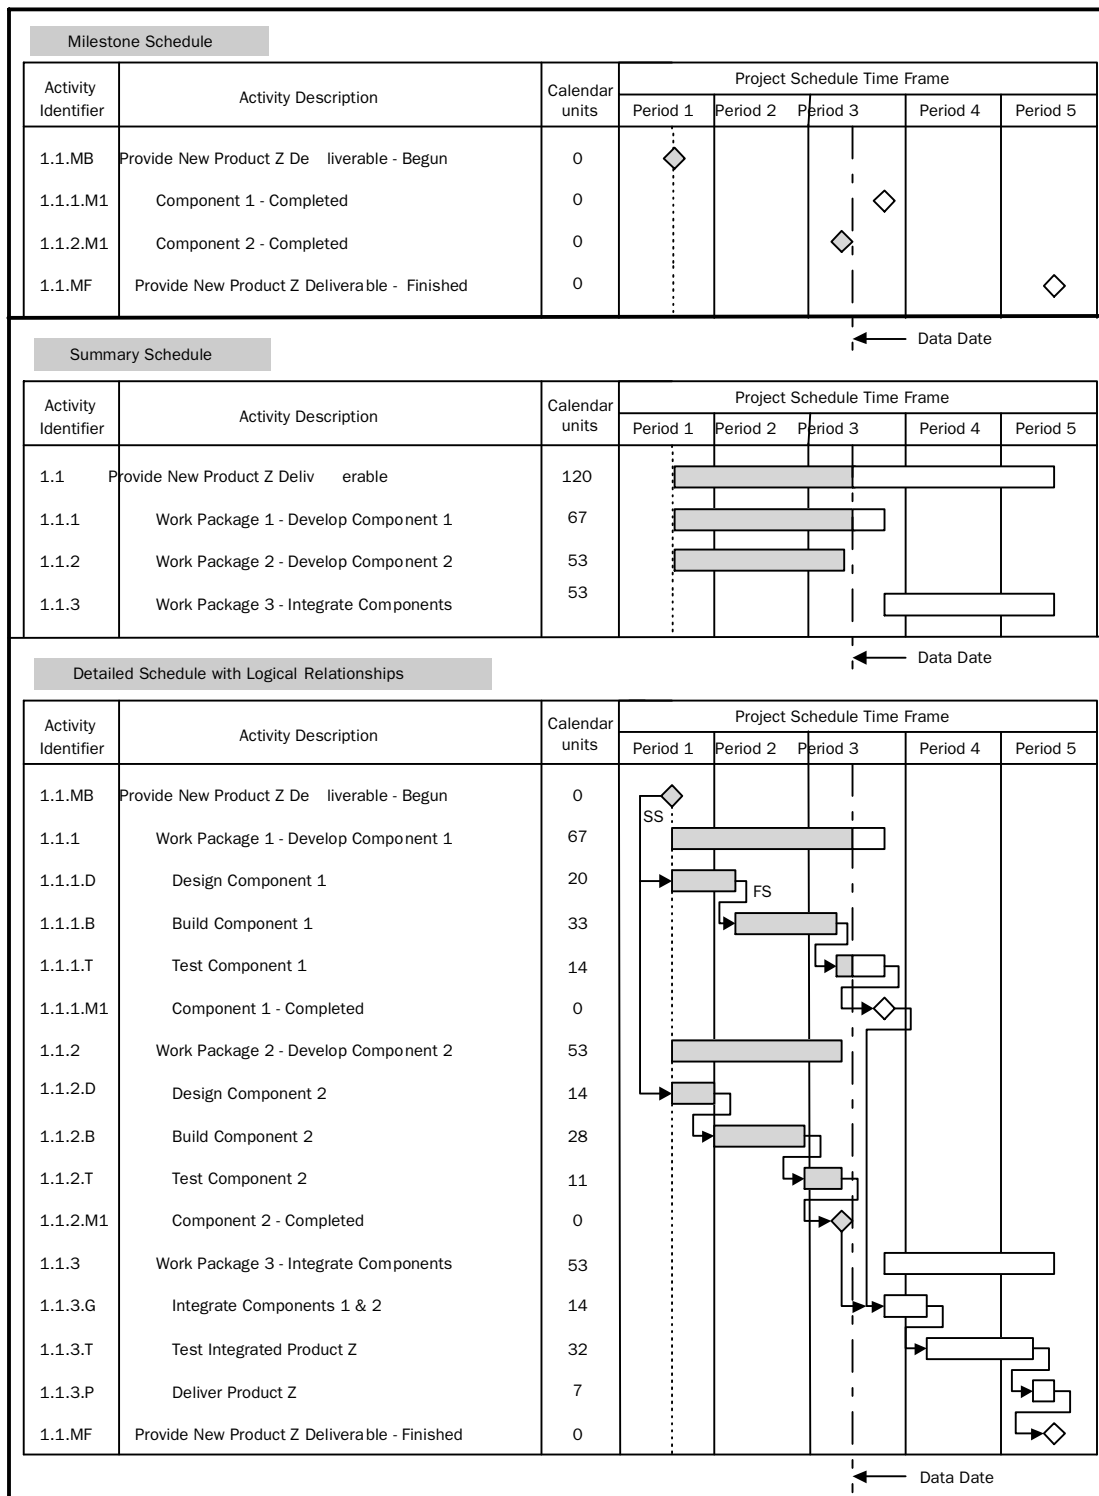 Milestone Schedule
Activity Identifier Activity Description Calendar units Project Schedule Time Frame
Period 1 Period 2 Period 3 Period 4 Period 5
1.1.MB Provide New Product Z De liverable - Begun 0
1.1.1.M1 Component 1 - Completed 0
1.1.2.M1 Component 2 - Completed 0
1.1.MF Provide New Product Z Deliverable - Finished 0
Data Date
Summary Schedule
Activity Identifier Activity Description Calendar units Project Schedule Time Frame
Period 1 Period 2 Period 3 Period 4 Period 5
1.1 Provide New Product Z Deliv erable 120
1.1.1 Work Package 1 - Develop Component 1 67
1.1.2 Work Package 2 - Develop Component 2 53
1.1.3 Work Package 3 - Integrate Components 53
Data Date
Detailed Schedule with Logical Relationships
Activity Identifier Activity Description Calendar units Project Schedule Time Frame
Period 1 Period 2 Period 3 Period 4 Period 5
1.1.MB Provide New Product Z De liverable - Begun 0
SS
1.1.1 Work Package 1 - Develop Component 1 67
1.1.1.D Design Component 1 20
FS
1.1.1.B Build Component 1 33
1.1.1.T Test Component 1 14
1.1.1.M1 Component 1 - Completed 0
1.1.2 Work Package 2 - Develop Component 2 53
1.1.2.D Design Component 2 14
1.1.2.B Build Component 2 28
1.1.2.T Test Component 2 11
1.1.2.M1 Component 2 - Completed 0
1.1.3 Work Package 3 - Integrate Components 53
1.1.3.G Integrate Components 1 & 2 14
1.1.3.T Test Integrated Product Z 32
1.1.3.P Deliver Product Z 7
1.1.MF Provide New Product Z Deliverable - Finished 0
Data Date